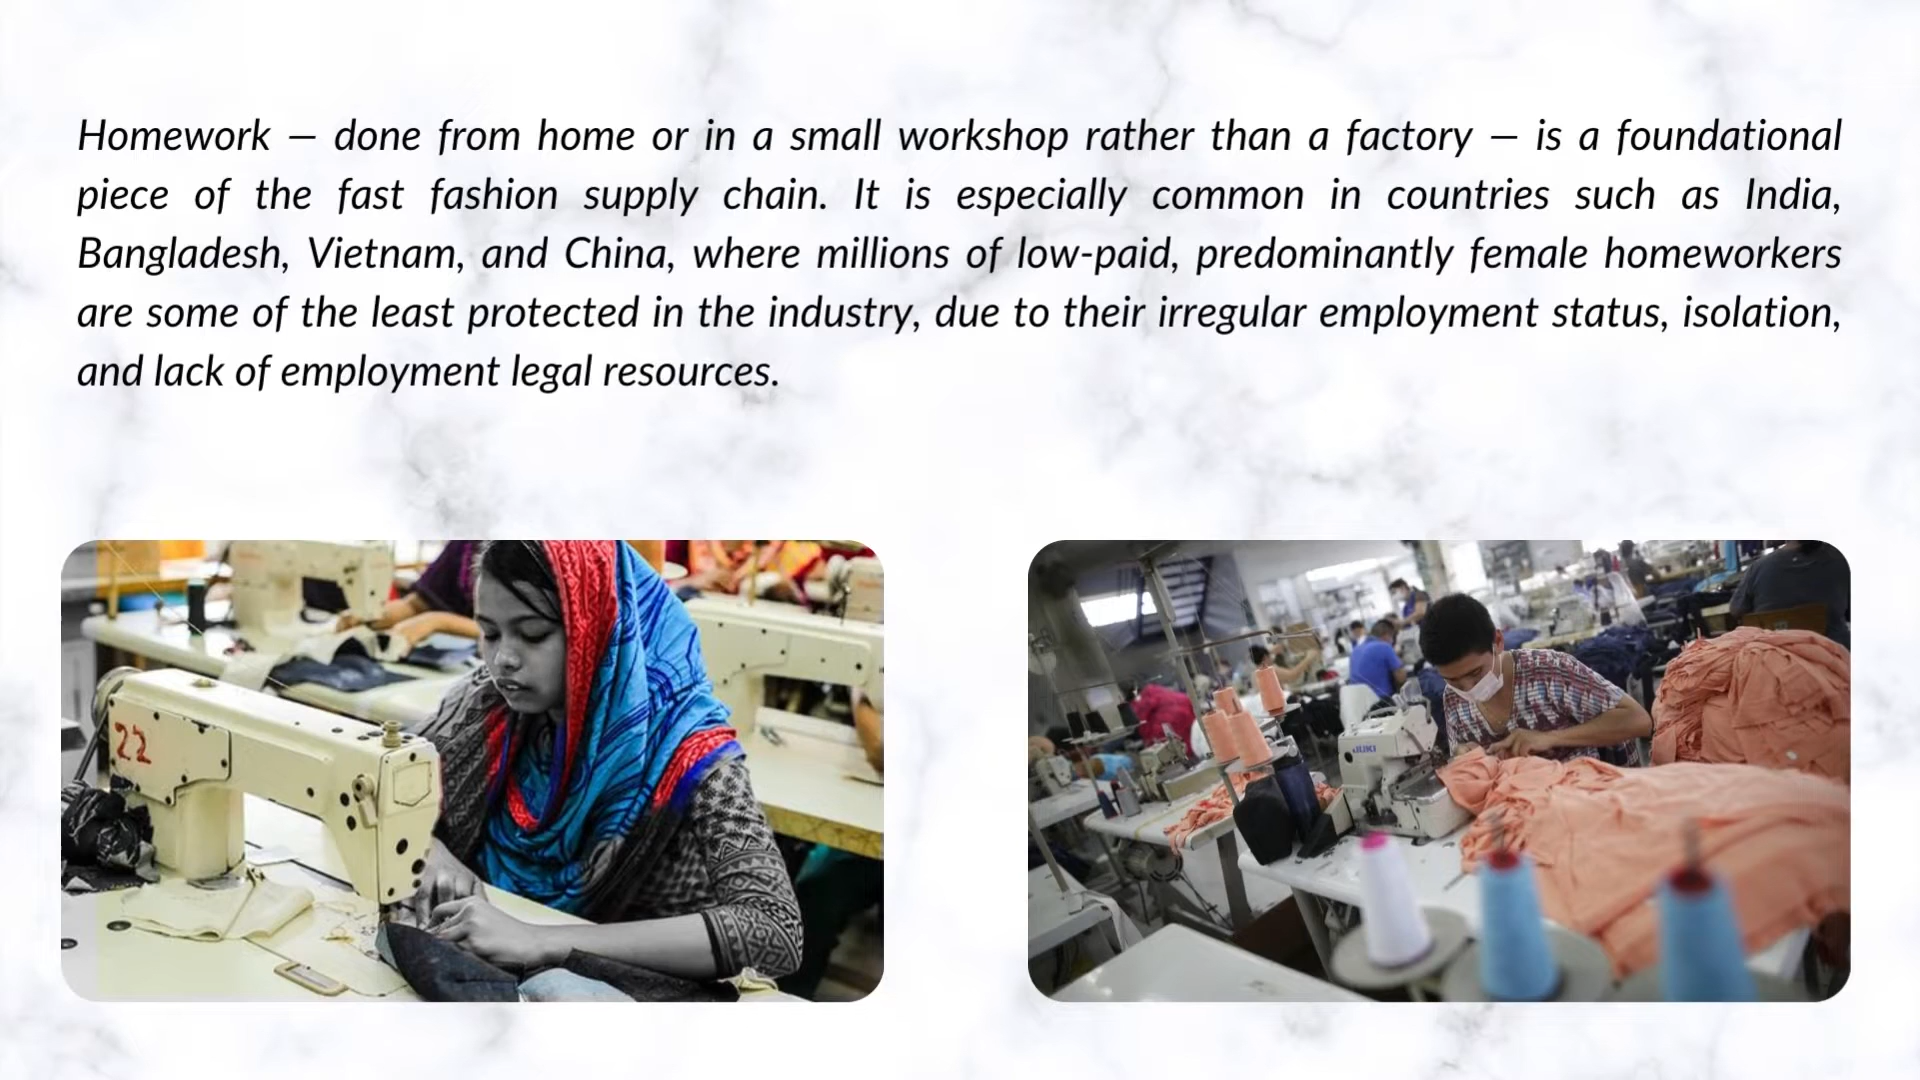 Homework — done from home or in a small workshop rather than a factory — is a foundational
piece of the fast fashion supply chain. It is especially common in countries such as India,
Bangladesh, Vietnam, and China, where millions of low-paid, predominantly female homeworkers
are some of the least protected in the industry, due to their irregular employment status, isolation,
and lack of employment legal resources.
22
JUKI